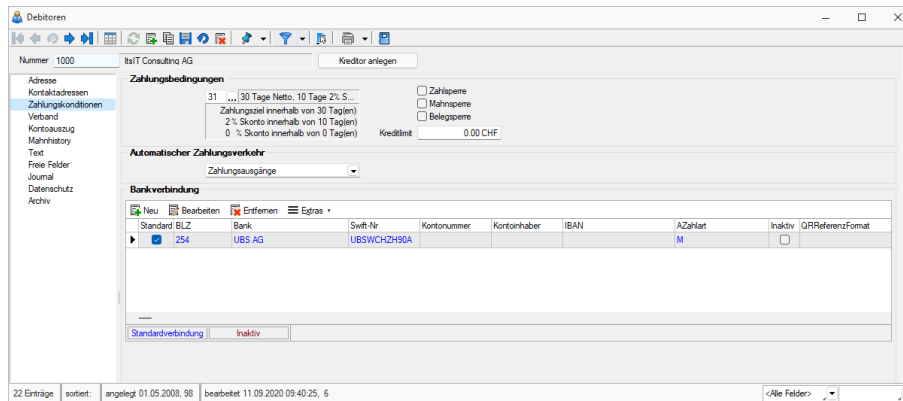 Debitoren
Nummer 1000 ItsIT Consulting AG Kreditor anlegen
Adresse
Kontaktadressen
Zahlungskonditionen
Verband
Kontoauszug
Mahnhistory
Text
Freie Felder
Journal
Datenschutz
Archiv
Zahlungsbedingungen
31 ... 30 Tage Netto, 10 Tage 2% S...
Zahlungsziel innerhalb von 30 Tag(en)
2 % Skonto innerhalb von 10 Tag(en)
0 % Skonto innerhalb von 0 Tag(en)
Zahlsperre
Mahnsperre
Belegsperre
Kreditlimit 0.00 CHF
Automatischer Zahlungsverkehr
Zahlungsausgänge
Bankverbindung
Neu Bearbeiten Entfernen Extras
Standard BLZ Bank Swift-Nr Kontonummer Kontoinhaber IBAN AZahlart Inaktiv QRReferenzFormat
254 UBS AG UBSWCHZH90A M
Standardverbindung Inaktiv
22 Einträge sortiert: angelegt 01.05.2008, 98 bearbeitet 11.09.2020 09:40:25, 6 <Alle Felder>